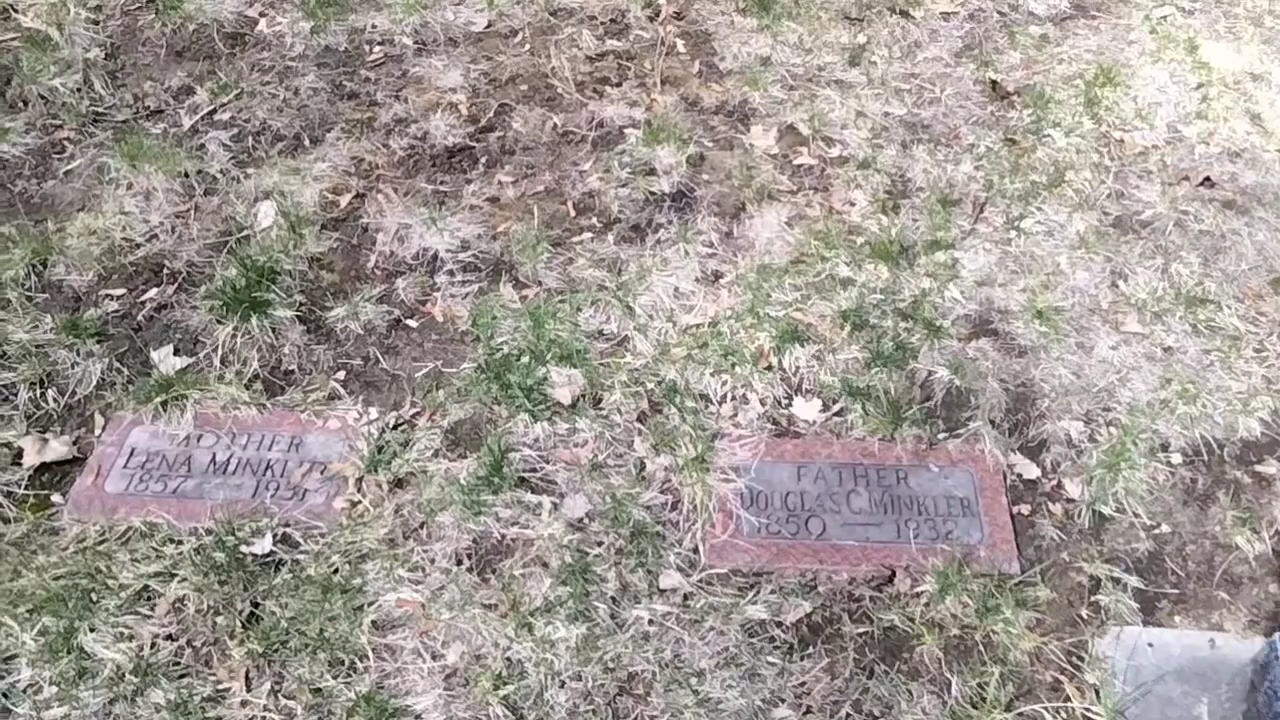 MOTHER
LENA MINKLER
1857
FATHER
DOUGLAS C. MINKLER
1850 — 1932